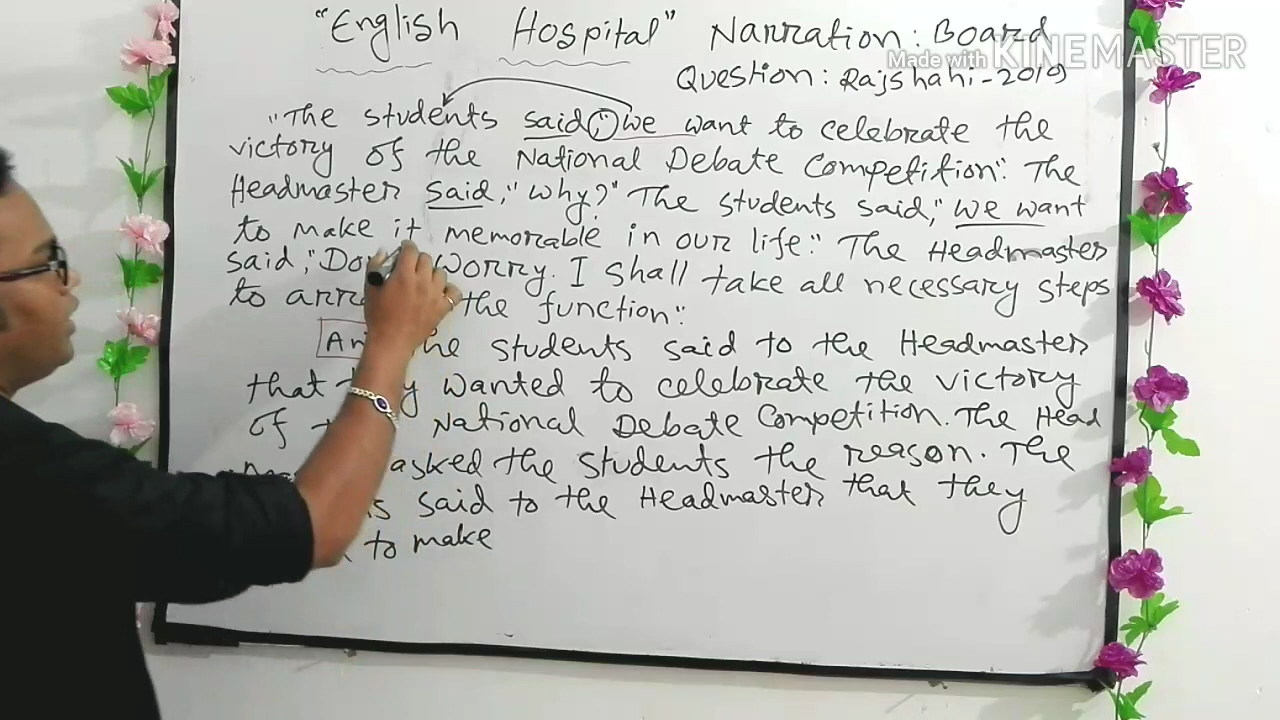 "English Hospital" Narration: Board
Made with KINEMASTER
Question: Rajshahi-2019
"The students said, "we want to celebrate the
victory of the National Debate Competition". The
Headmaster said, "Why?" The students said, "we want
to make it memorable in our life." The Headmaster
said, " worry. I shall take all necessary steps
to the function."
The students said to the Headmaster
that wanted to celebrate the victory
of National Debate Competition. The Head
asked the students the reason. The
said to the Headmaster that they
to make